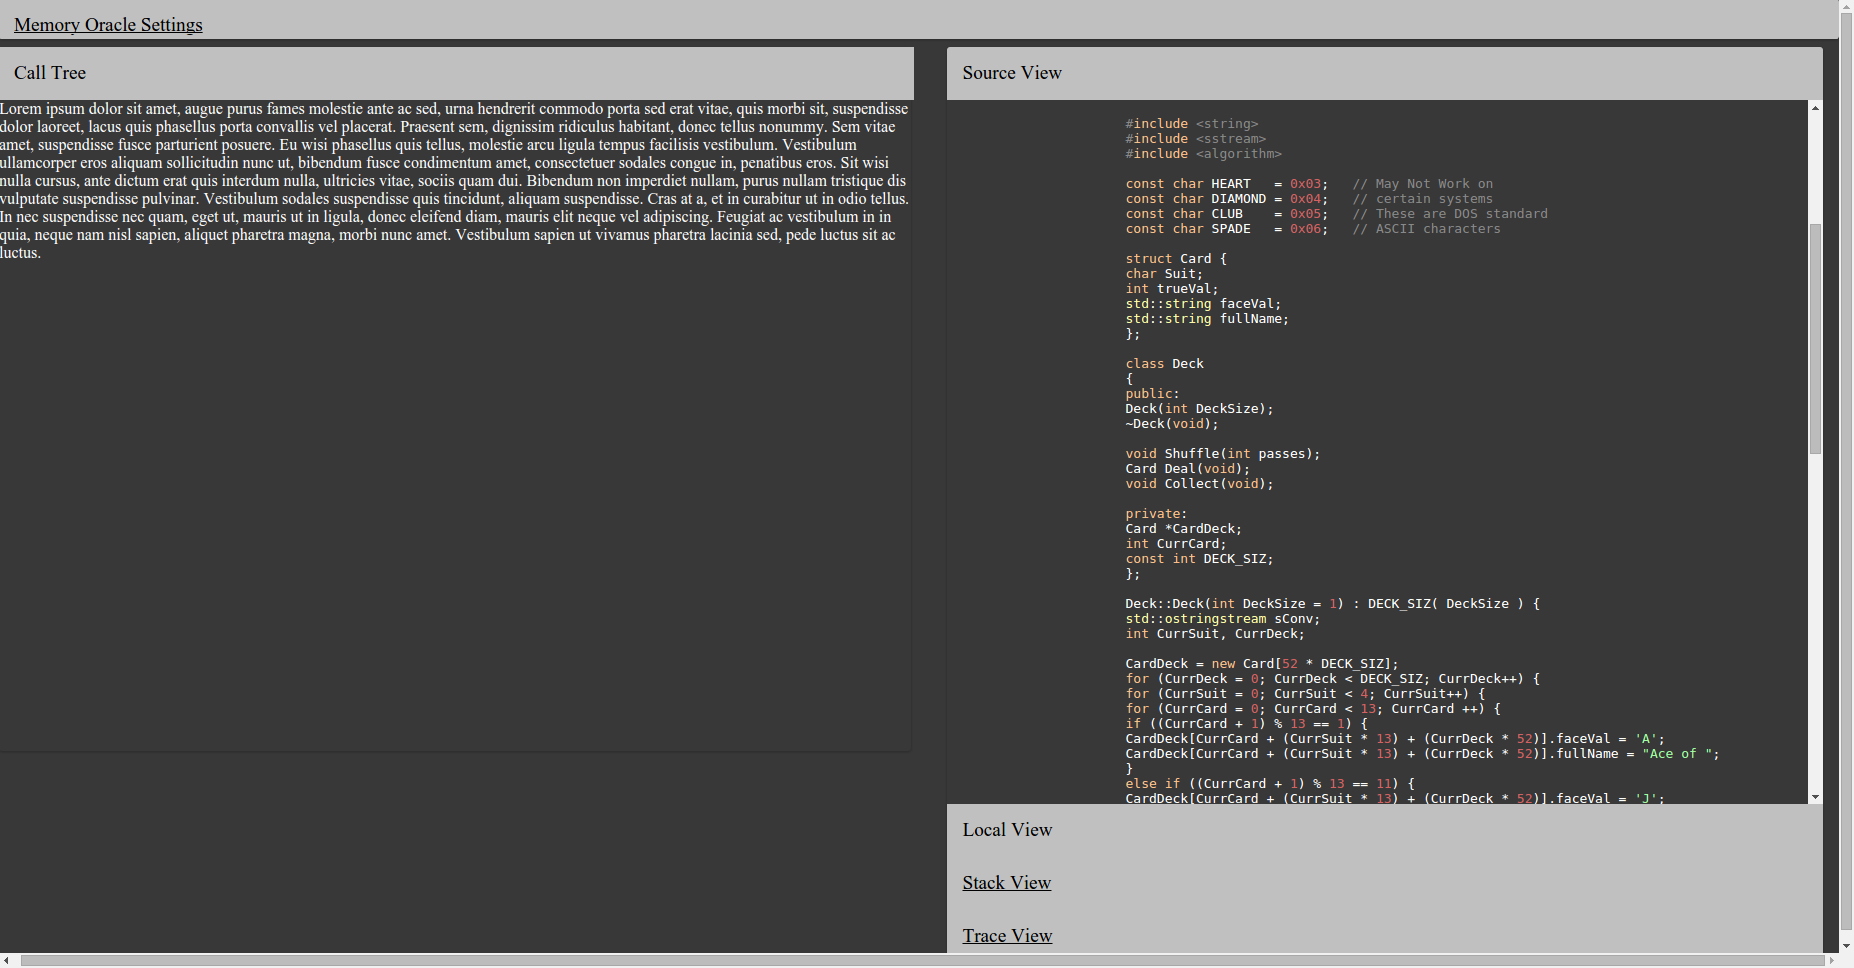 Memory Oracle Settings
Call Tree
Lorem ipsum dolor sit amet, augue purus fames molestie ante ac sed, urna hendrerit commodo porta sed erat vitae, quis morbi sit, suspendisse
dolor laoreet, lacus quis phasellus porta convallis vel placerat. Praesent sem, dignissim ridiculus habitant, donec tellus nonummy. Sem vitae
amet, suspendisse fusce parturient posuere. Eu wisi phasellus quis tellus, molestie arcu ligula tempus facilisis vestibulum. Vestibulum
ullamcorper eros aliquam sollicitudin nunc ut, bibendum fusce condimentum amet, consectetuer sodales congue in, penatibus eros. Sit wisi
nulla cursus, ante dictum erat quis interdum nulla, ultricies vitae, sociis quam dui. Bibendum non imperdiet nullam, purus nullam tristique dis
vulputate suspendisse pulvinar. Vestibulum sodales suspendisse quis tincidunt, aliquam suspendisse. Cras at a, et in curabitur ut in odio tellus.
In nec suspendisse nec quam, eget ut, mauris ut in ligula, donec eleifend diam, mauris elit neque vel adipiscing. Feugiat ac vestibulum in in
quia, neque nam nisl sapien, aliquet pharetra magna, morbi nunc amet. Vestibulum sapien ut vivamus pharetra lacinia sed, pede luctus sit ac
luctus.
Source View
#include <string>
#include <sstream>
#include <algorithm>
const char HEART   = 0x03;   // May Not Work on
const char DIAMOND = 0x04;   // certain systems
const char CLUB    = 0x05;   // These are DOS standard
const char SPADE   = 0x06;   // ASCII characters
struct Card {
char Suit;
int trueVal;
std::string faceVal;
std::string fullName;
};
class Deck
{
public:
Deck(int DeckSize);
~Deck(void);
void Shuffle(int passes);
Card Deal(void);
void Collect(void);
private:
Card *CardDeck;
int CurrCard;
const int DECK_SIZ;
};
Deck::Deck(int DeckSize = 1) : DECK_SIZ( DeckSize ) {
std::ostringstream sConv;
int CurrSuit, CurrDeck;
CardDeck = new Card[52 * DECK_SIZ];
for (CurrDeck = 0; CurrDeck < DECK_SIZ; CurrDeck++) {
for (CurrSuit = 0; CurrSuit < 4; CurrSuit++) {
for (CurrCard = 0; CurrCard < 13; CurrCard ++) {
if ((CurrCard + 1) % 13 == 1) {
CardDeck[CurrCard + (CurrSuit * 13) + (CurrDeck * 52)].faceVal = 'A';
CardDeck[CurrCard + (CurrSuit * 13) + (CurrDeck * 52)].fullName = "Ace of ";
}
else if ((CurrCard + 1) % 13 == 11) {
CardDeck[CurrCard + (CurrSuit * 13) + (CurrDeck * 52)].faceVal = 'J';
Local View
Stack View
Trace View